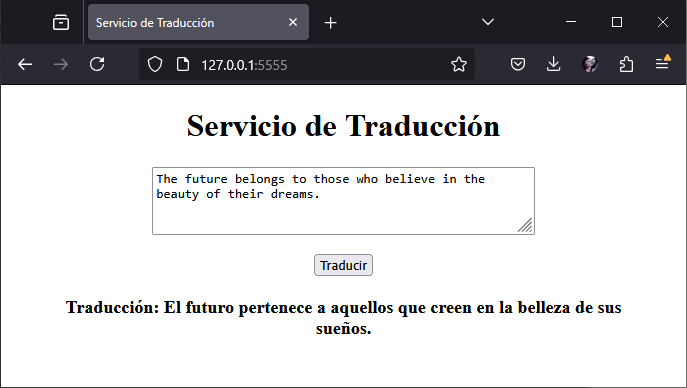 Servicio de Traducción
127.0.0.1:5555
Servicio de Traducción
The future belongs to those who believe in the
beauty of their dreams.
Traducir
Traducción: El futuro pertenece a aquellos que creen en la belleza de sus
sueños.